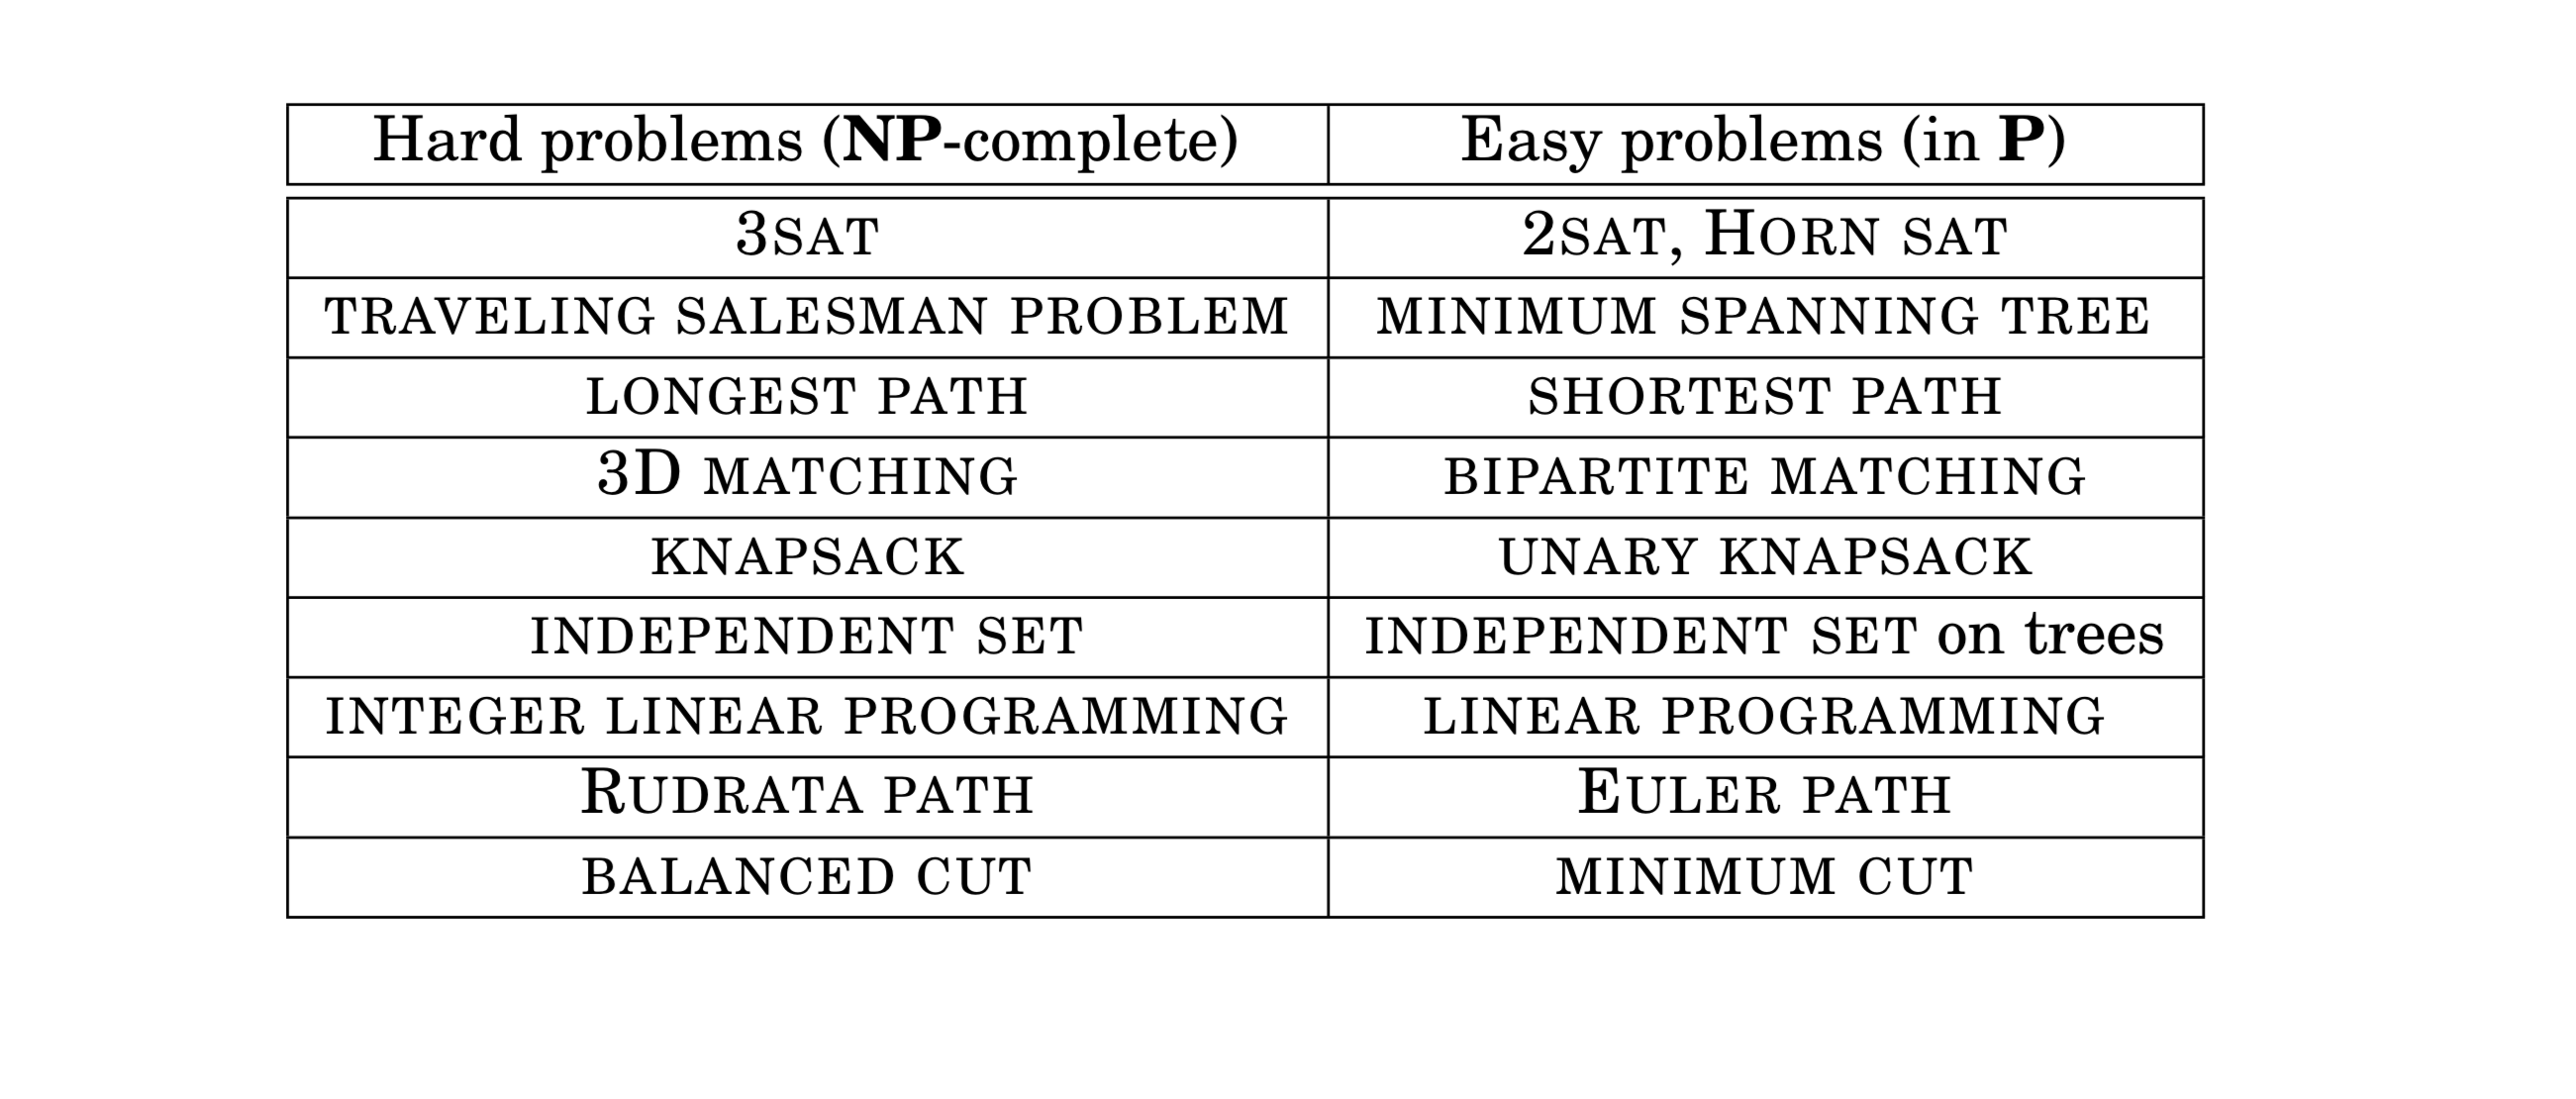 Hard problems (NP-complete) Easy problems (in P)
3SAT 2SAT, HORN SAT
TRAVELING SALESMAN PROBLEM MINIMUM SPANNING TREE
LONGEST PATH SHORTEST PATH
3D MATCHING BIPARTITE MATCHING
KNAPSACK UNARY KNAPSACK
INDEPENDENT SET INDEPENDENT SET on trees
INTEGER LINEAR PROGRAMMING LINEAR PROGRAMMING
RUDRATA PATH EULER PATH
BALANCED CUT MINIMUM CUT